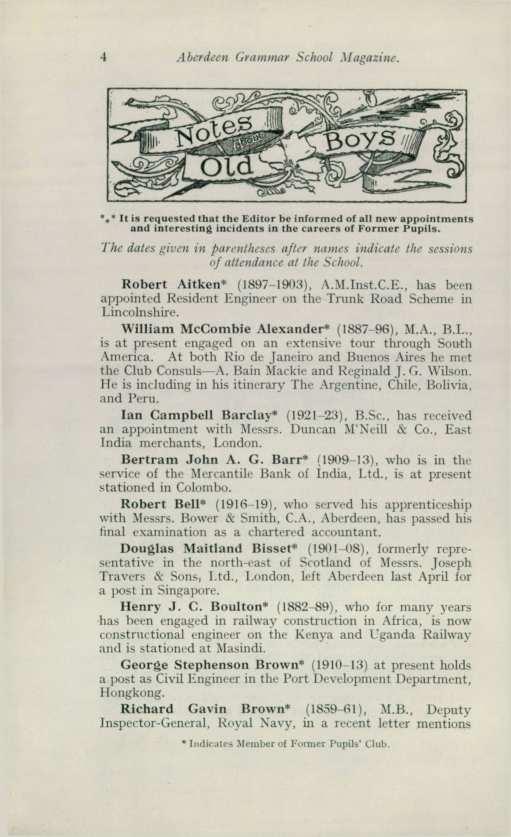 4 Aberdeen Grammar School Magazine.
Notes About Old Boys
*** It is requested that the Editor be informed of all new appointments
and interesting incidents in the careers of Former Pupils.
The dates given in parentheses after names indicate the sessions
of attendance at the School.
Robert Aitken* (1897–1903), A.M.Inst.C.E., has been
appointed Resident Engineer on the Trunk Road Scheme in
Lincolnshire.
William McCombie Alexander* (1887–96), M.A., B.L.,
is at present engaged on an extensive tour through South
America. At both Rio de Janeiro and Buenos Aires he met
the Club Consuls—A. Bain Mackie and Reginald J. G. Wilson.
He is including in his itinerary The Argentine, Chile, Bolivia,
and Peru.
Ian Campbell Barclay* (1921–23), B.Sc., has received
an appointment with Messrs. Duncan M'Neill & Co., East
India merchants, London.
Bertram John A. G. Barr* (1909–13), who is in the
service of the Mercantile Bank of India, Ltd., is at present
stationed in Colombo.
Robert Bell* (1916–19), who served his apprenticeship
with Messrs. Bower & Smith, C.A., Aberdeen, has passed his
final examination as a chartered accountant.
Douglas Maitland Bisset* (1901–08), formerly repre-
sentative in the north-east of Scotland of Messrs. Joseph
Travers & Sons, Ltd., London, left Aberdeen last April for
a post in Singapore.
Henry J. C. Boulton* (1882–89), who for many years
has been engaged in railway construction in Africa, is now
constructional engineer on the Kenya and Uganda Railway
and is stationed at Masindi.
George Stephenson Brown* (1910–13) at present holds
a post as Civil Engineer in the Port Development Department,
Hongkong.
Richard Gavin Brown* (1859–61), M.B., Deputy
Inspector-General, Royal Navy, in a recent letter mentions
* Indicates Member of Former Pupils' Club.